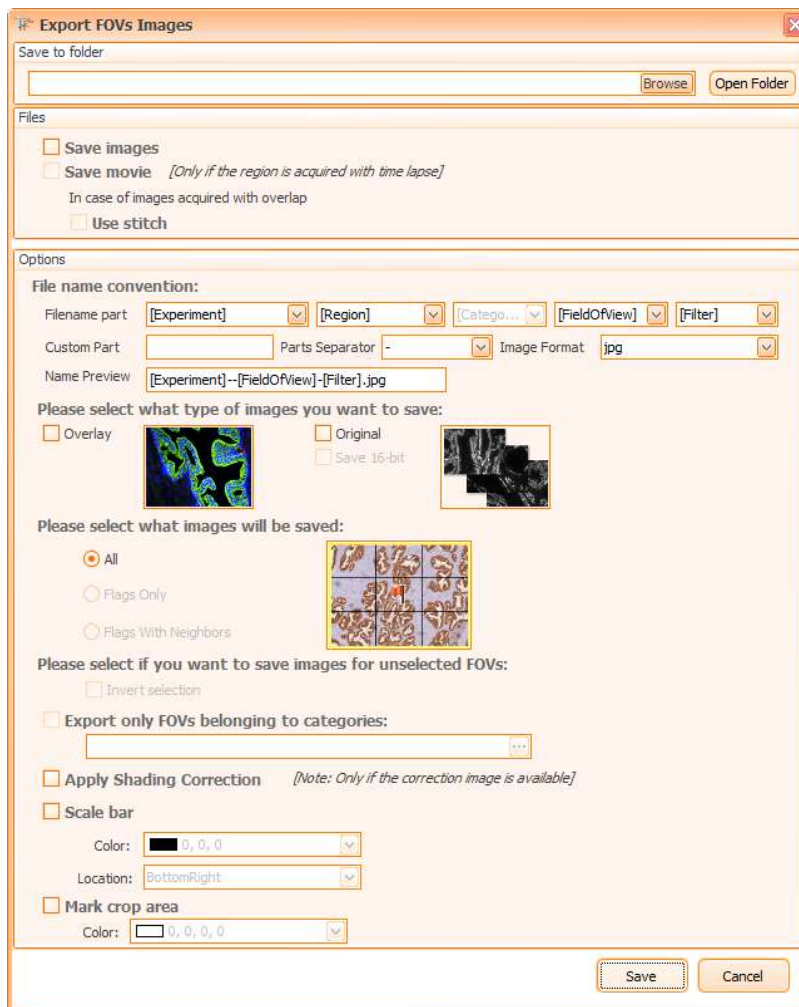 Export FOVs Images
Save to folder
Browse Open Folder
Files
Save images
Save movie [Only if the region is acquired with time lapse]
In case of images acquired with overlap
Use stitch
Options
File name convention:
Filename part [Experiment] [Region] [Catego... [FieldOfView] [Filter]
Custom Part Parts Separator - Image Format jpg
Name Preview [Experiment]--[FieldOfView]-[Filter].jpg
Please select what type of images you want to save:
Overlay Original
Save 16-bit
Please select what images will be saved:
All
Flags Only
Flags With Neighbors
Please select if you want to save images for unselected FOVs:
Invert selection
Export only FOVs belonging to categories:
...
Apply Shading Correction [Note: Only if the correction image is available]
Scale bar
Color: 0, 0, 0
Location: BottomRight
Mark crop area
Color: 0, 0, 0, 0
Save Cancel